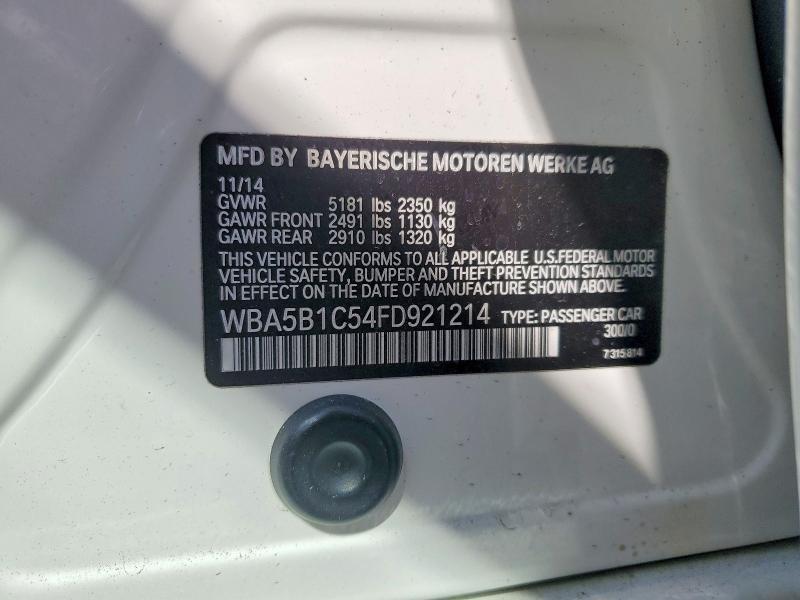 MFD BY BAYERISCHE MOTOREN WERKE AG
11/14
GVWR 5181 lbs 2350 kg
GAWR FRONT 2491 lbs 1130 kg
GAWR REAR 2910 lbs 1320 kg
THIS VEHICLE CONFORMS TO ALL APPLICABLE U.S.FEDERAL MOTOR
VEHICLE SAFETY, BUMPER AND THEFT PREVENTION STANDARDS
IN EFFECT ON THE DATE OF MANUFACTURE SHOWN ABOVE.
WBA5B1C54FD921214 TYPE: PASSENGER CAR
300/0
7315814